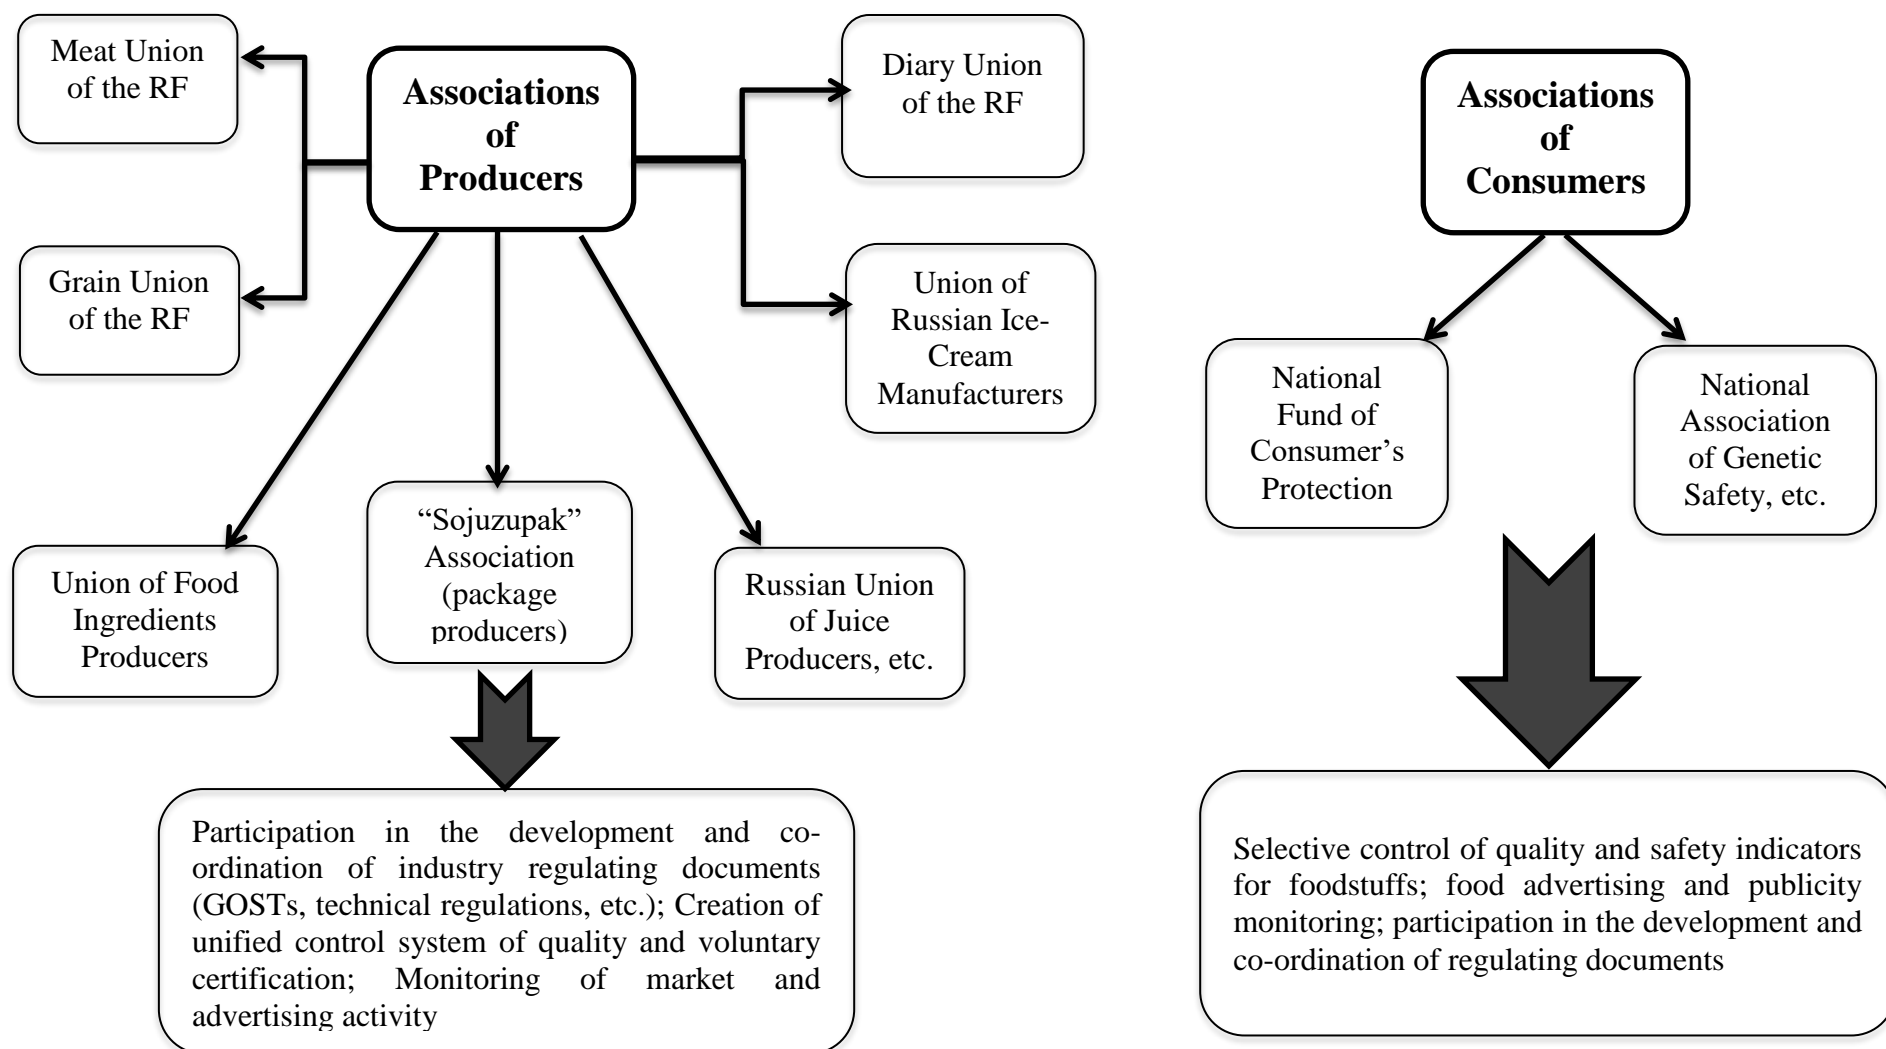 Meat Union
of the RF
Associations
of
Producers
Diary Union
of the RF
Grain Union
of the RF
Union of
Russian Ice-
Cream
Manufacturers
Union of Food
Ingredients
Producers
“Sojuzupak”
Association
(package
producers)
Russian Union
of Juice
Producers, etc.
Participation in the development and co-
ordination of industry regulating documents
(GOSTs, technical regulations, etc.); Creation of
unified control system of quality and voluntary
certification; Monitoring of market and
advertising activity
Associations
of
Consumers
National
Fund of
Consumer’s
Protection
National
Association
of Genetic
Safety, etc.
Selective control of quality and safety indicators
for foodstuffs; food advertising and publicity
monitoring; participation in the development and
co-ordination of regulating documents